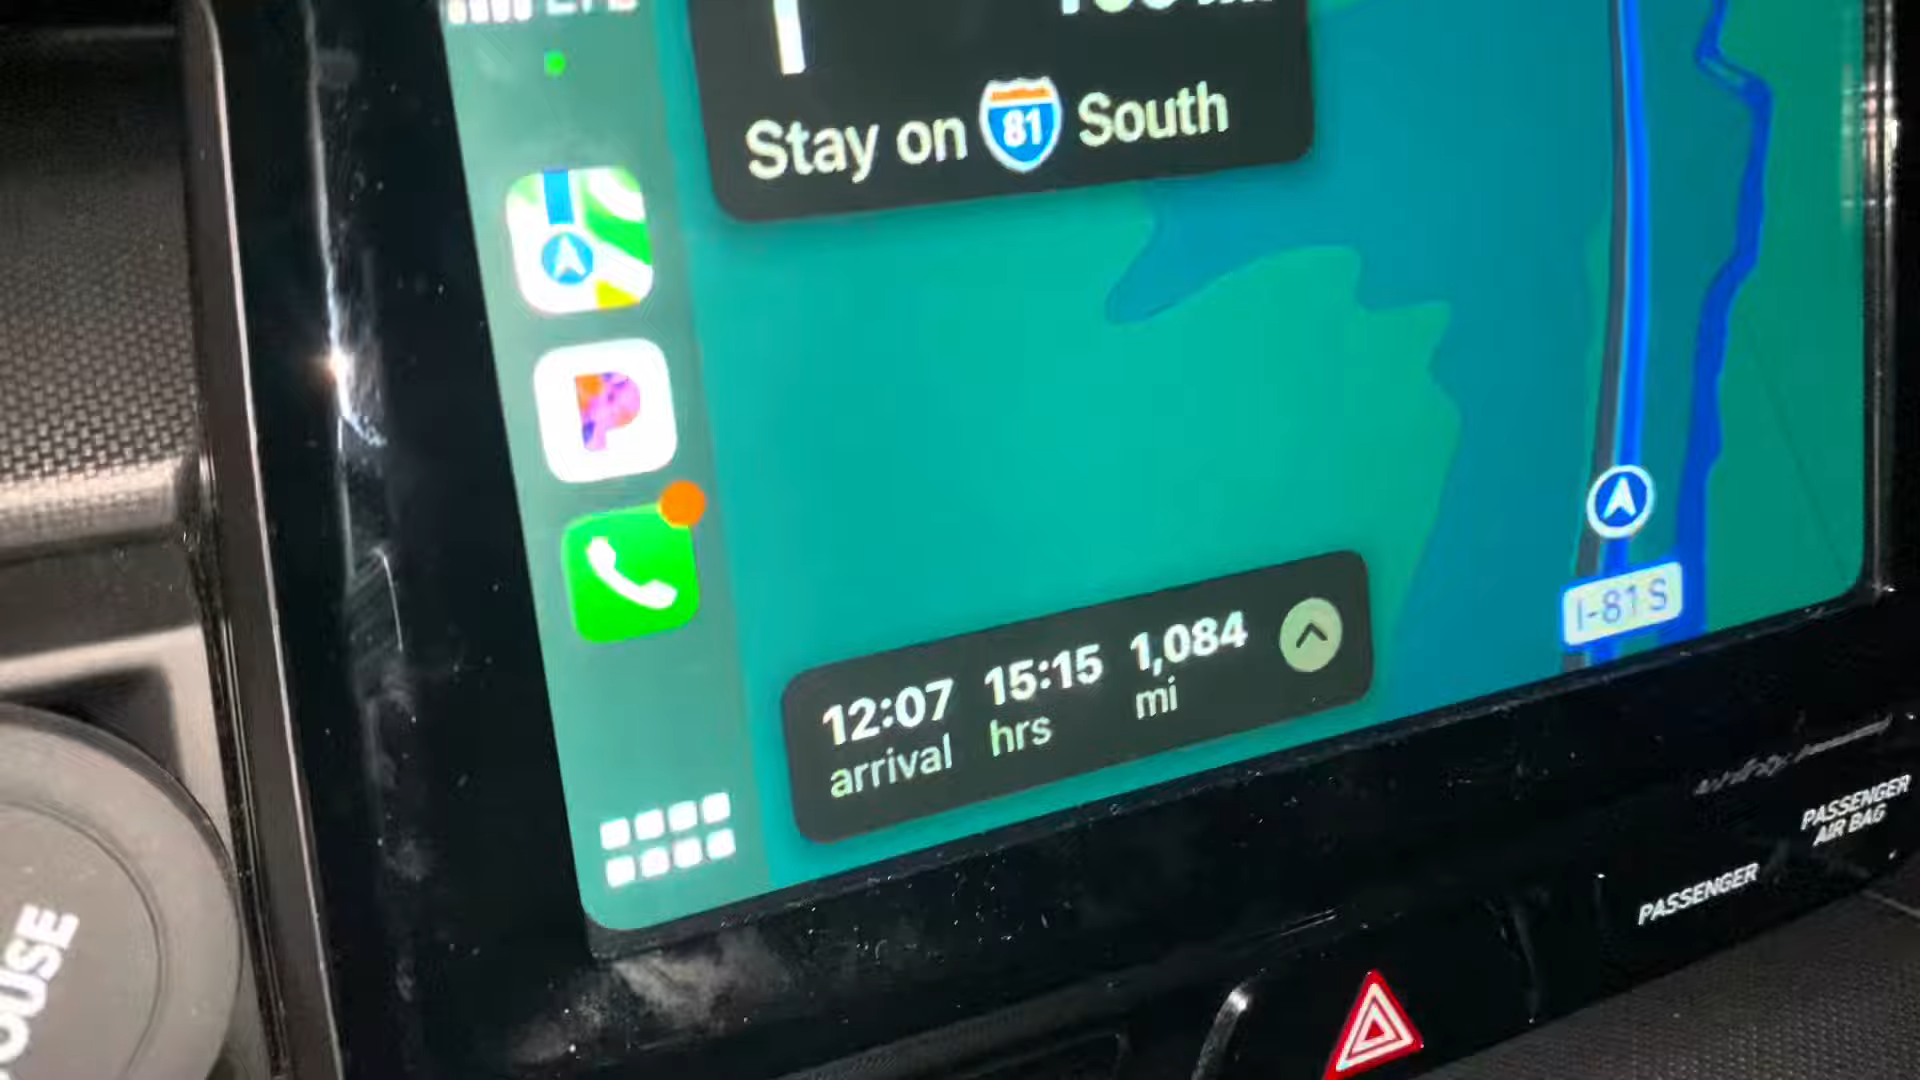 Stay on 81 South
12:07 15:15 1,084
arrival hrs mi
I-81 S
PASSENGER
AIR BAG
PASSENGER